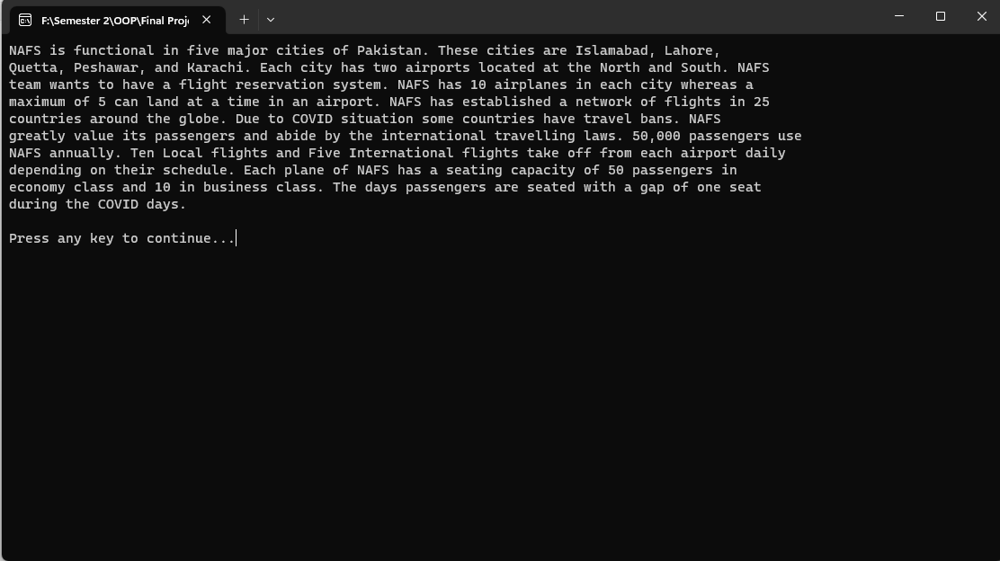 F:\Semester 2\OOP\Final Proj
NAFS is functional in five major cities of Pakistan. These cities are Islamabad, Lahore,
Quetta, Peshawar, and Karachi. Each city has two airports located at the North and South. NAFS
team wants to have a flight reservation system. NAFS has 10 airplanes in each city whereas a
maximum of 5 can land at a time in an airport. NAFS has established a network of flights in 25
countries around the globe. Due to COVID situation some countries have travel bans. NAFS
greatly value its passengers and abide by the international travelling laws. 50,000 passengers use
NAFS annually. Ten Local flights and Five International flights take off from each airport daily
depending on their schedule. Each plane of NAFS has a seating capacity of 50 passengers in
economy class and 10 in business class. The days passengers are seated with a gap of one seat
during the COVID days.
Press any key to continue...